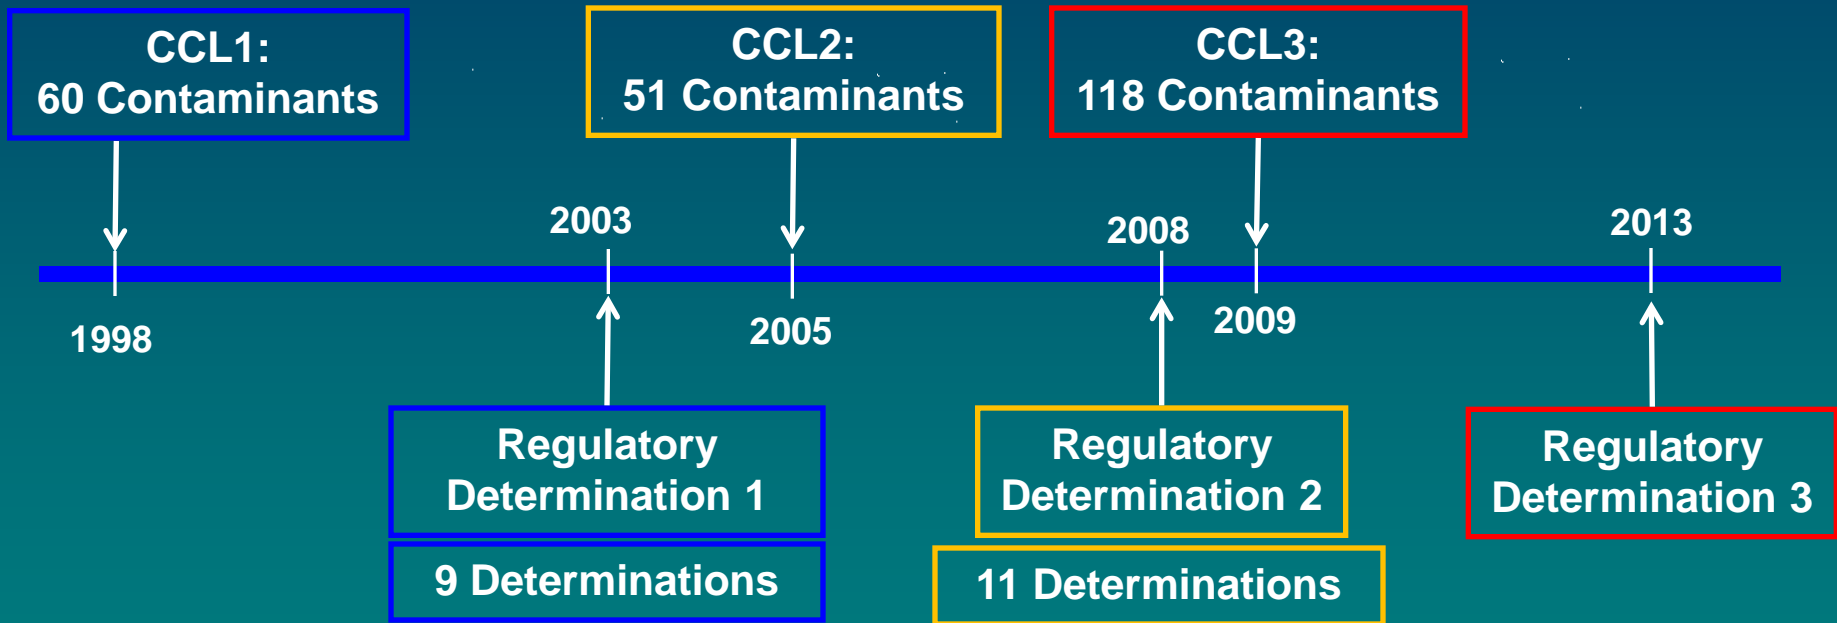 CCL1:
60 Contaminants
CCL2:
51 Contaminants
CCL3:
118 Contaminants
2003
2008
2013
1998
2005
2009
Regulatory
Determination 1
9 Determinations
Regulatory
Determination 2
11 Determinations
Regulatory
Determination 3